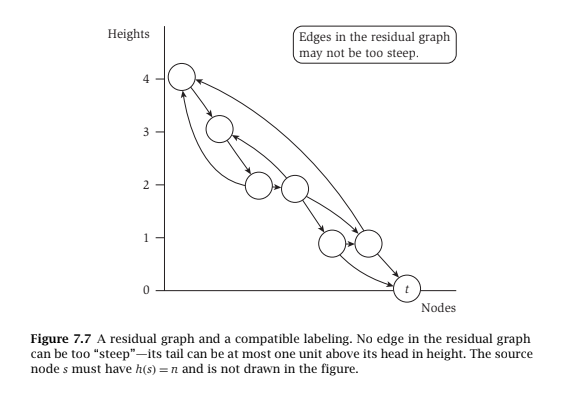 Heights
Edges in the residual graph
may not be too steep.
4
3
2
1
0
t
Nodes
Figure 7.7 A residual graph and a compatible labeling. No edge in the residual graph
can be too “steep”—its tail can be at most one unit above its head in height. The source
node s must have h(s) = n and is not drawn in the figure.